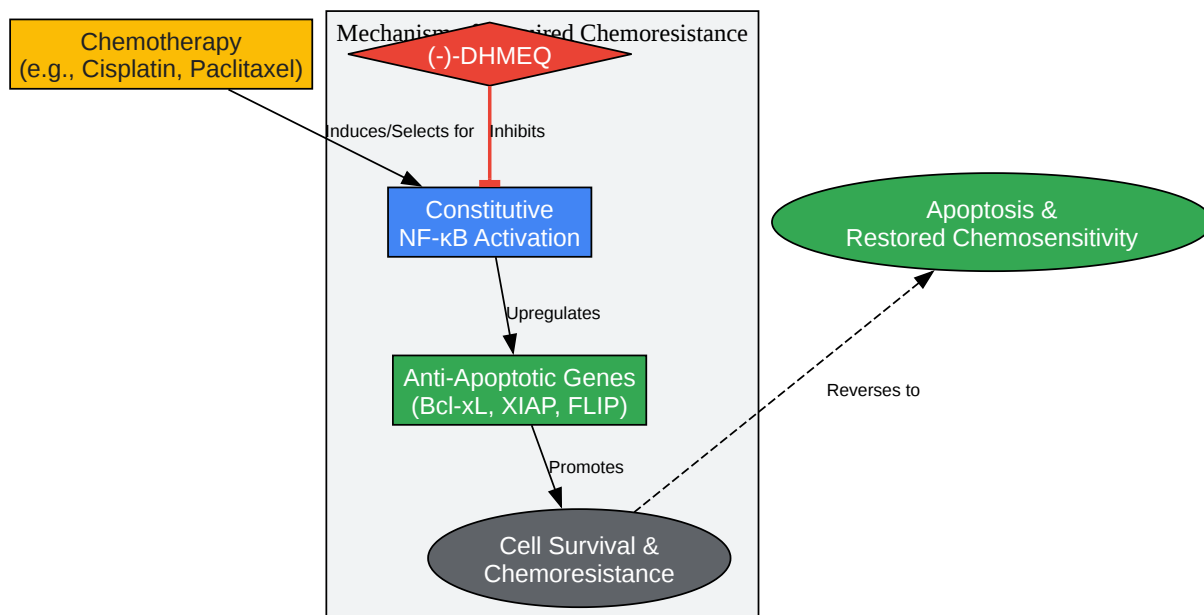 Mechanism
ired Chemoresistance
Chemotherapy
(e.g., Cisplatin, Paclitaxel)
(-)-DHMEQ
Induces/Selects for
Inhibits
Constitutive
NF-κB Activation
Apoptosis &
Restored Chemosensitivity
Upregulates
Anti-Apoptotic Genes
(Bcl-xL, XIAP, FLIP)
Reverses to
Promotes
Cell Survival &
Chemoresistance